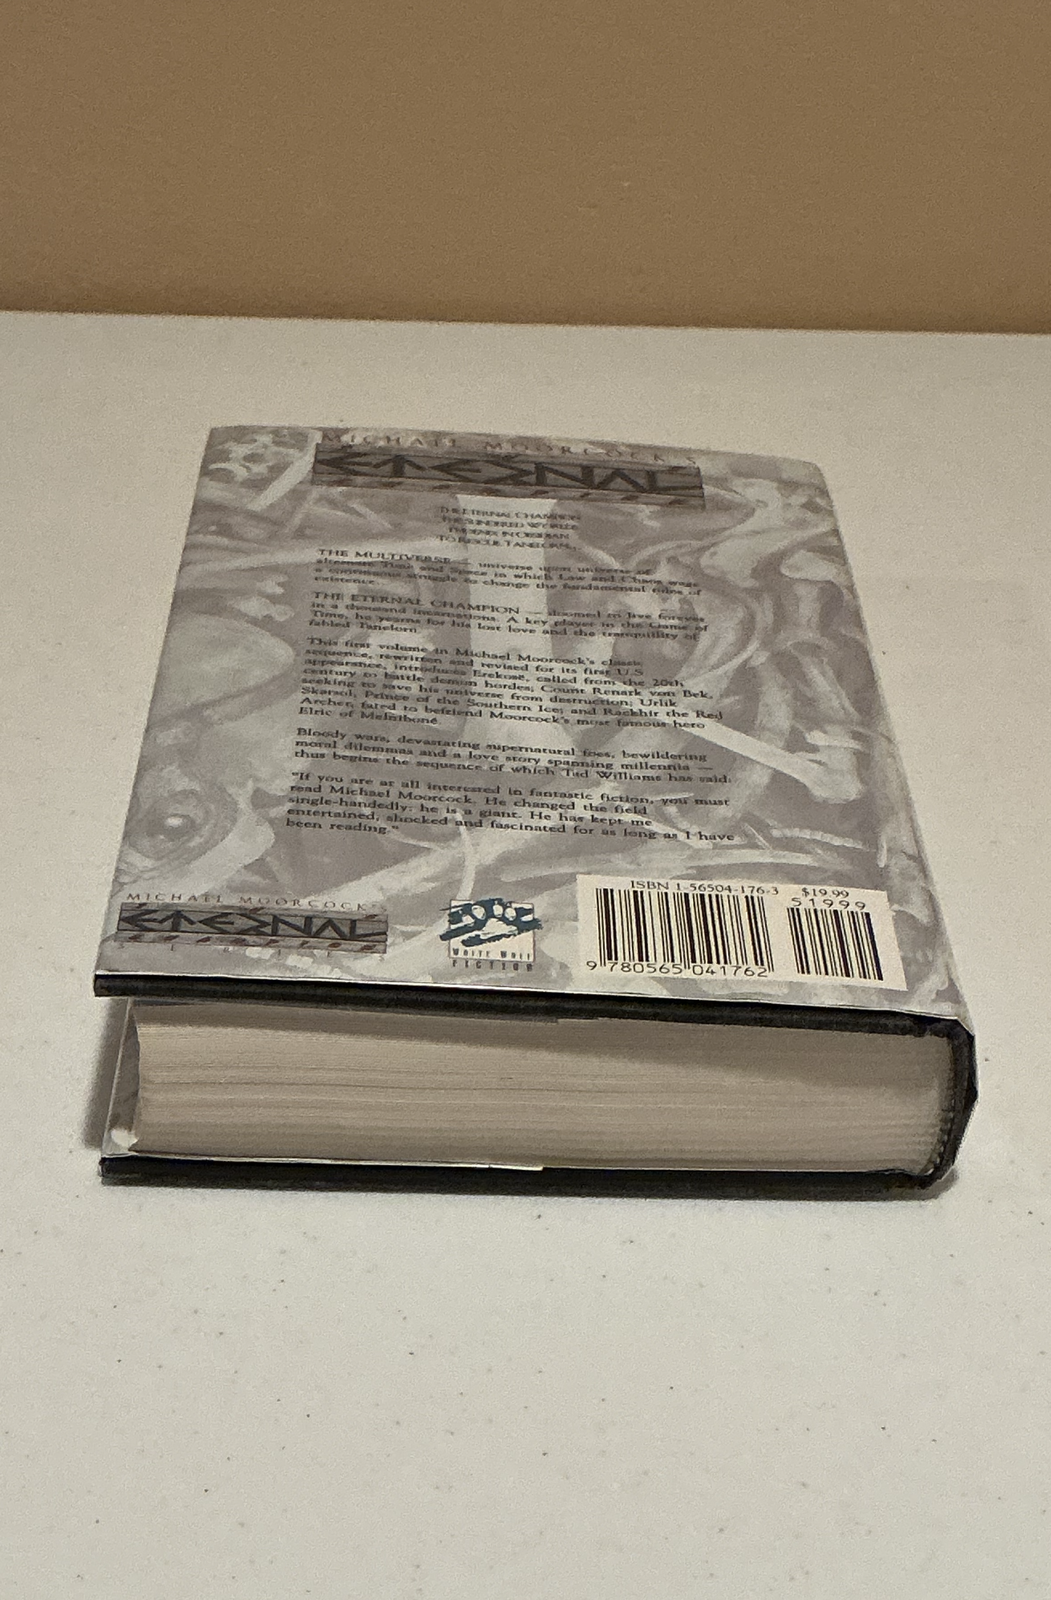 MICHAEL MOORCOCK'S
ETERNAL
CHAMPION
THE ETERNAL CHAMPION
THE SUNDERED WORLDS
PHOENIX IN OBSIDIAN
TO RESCUE TANELORN...
THE MULTIVERSE — universe upon universe of
alternate Time and Space in which Law and Chaos wage
a continuous struggle to change the fundamental rules of
existence.
THE ETERNAL CHAMPION — doomed to live forever
in a thousand incarnations. A key player in the Game of
Time, he yearns for his lost love and the tranquillity of
fabled Tanelorn.
This first volume in Michael Moorcock's classic
sequence, rewritten and revised for its first U.S
appearance, introduces Erekosë, called from the 20th
century to battle demon hordes; Count Renark von Bek,
seeking to save his universe from destruction; Urlik
Skarsol, Prince of the Southern Ice; and Rackhir the Red
Archer, fated to befriend Moorcock's most famous hero
Elric of Melniboné.
Bloody wars, devastating supernatural foes, bewildering
moral dilemmas and a love story spanning millennia —
thus begins the sequence of which Tad Williams has said:
"If you are at all interested in fantastic fiction, you must
read Michael Moorcock. He changed the field
single-handedly: he is a giant. He has kept me
entertained, shocked and fascinated for as long as I have
been reading."
MICHAEL MOORCOCK'S
ETERNAL
CHAMPION
WHITE WOLF
FICTION
ISBN 1-56504-176-3 $19.99
51999
9 780565 041762